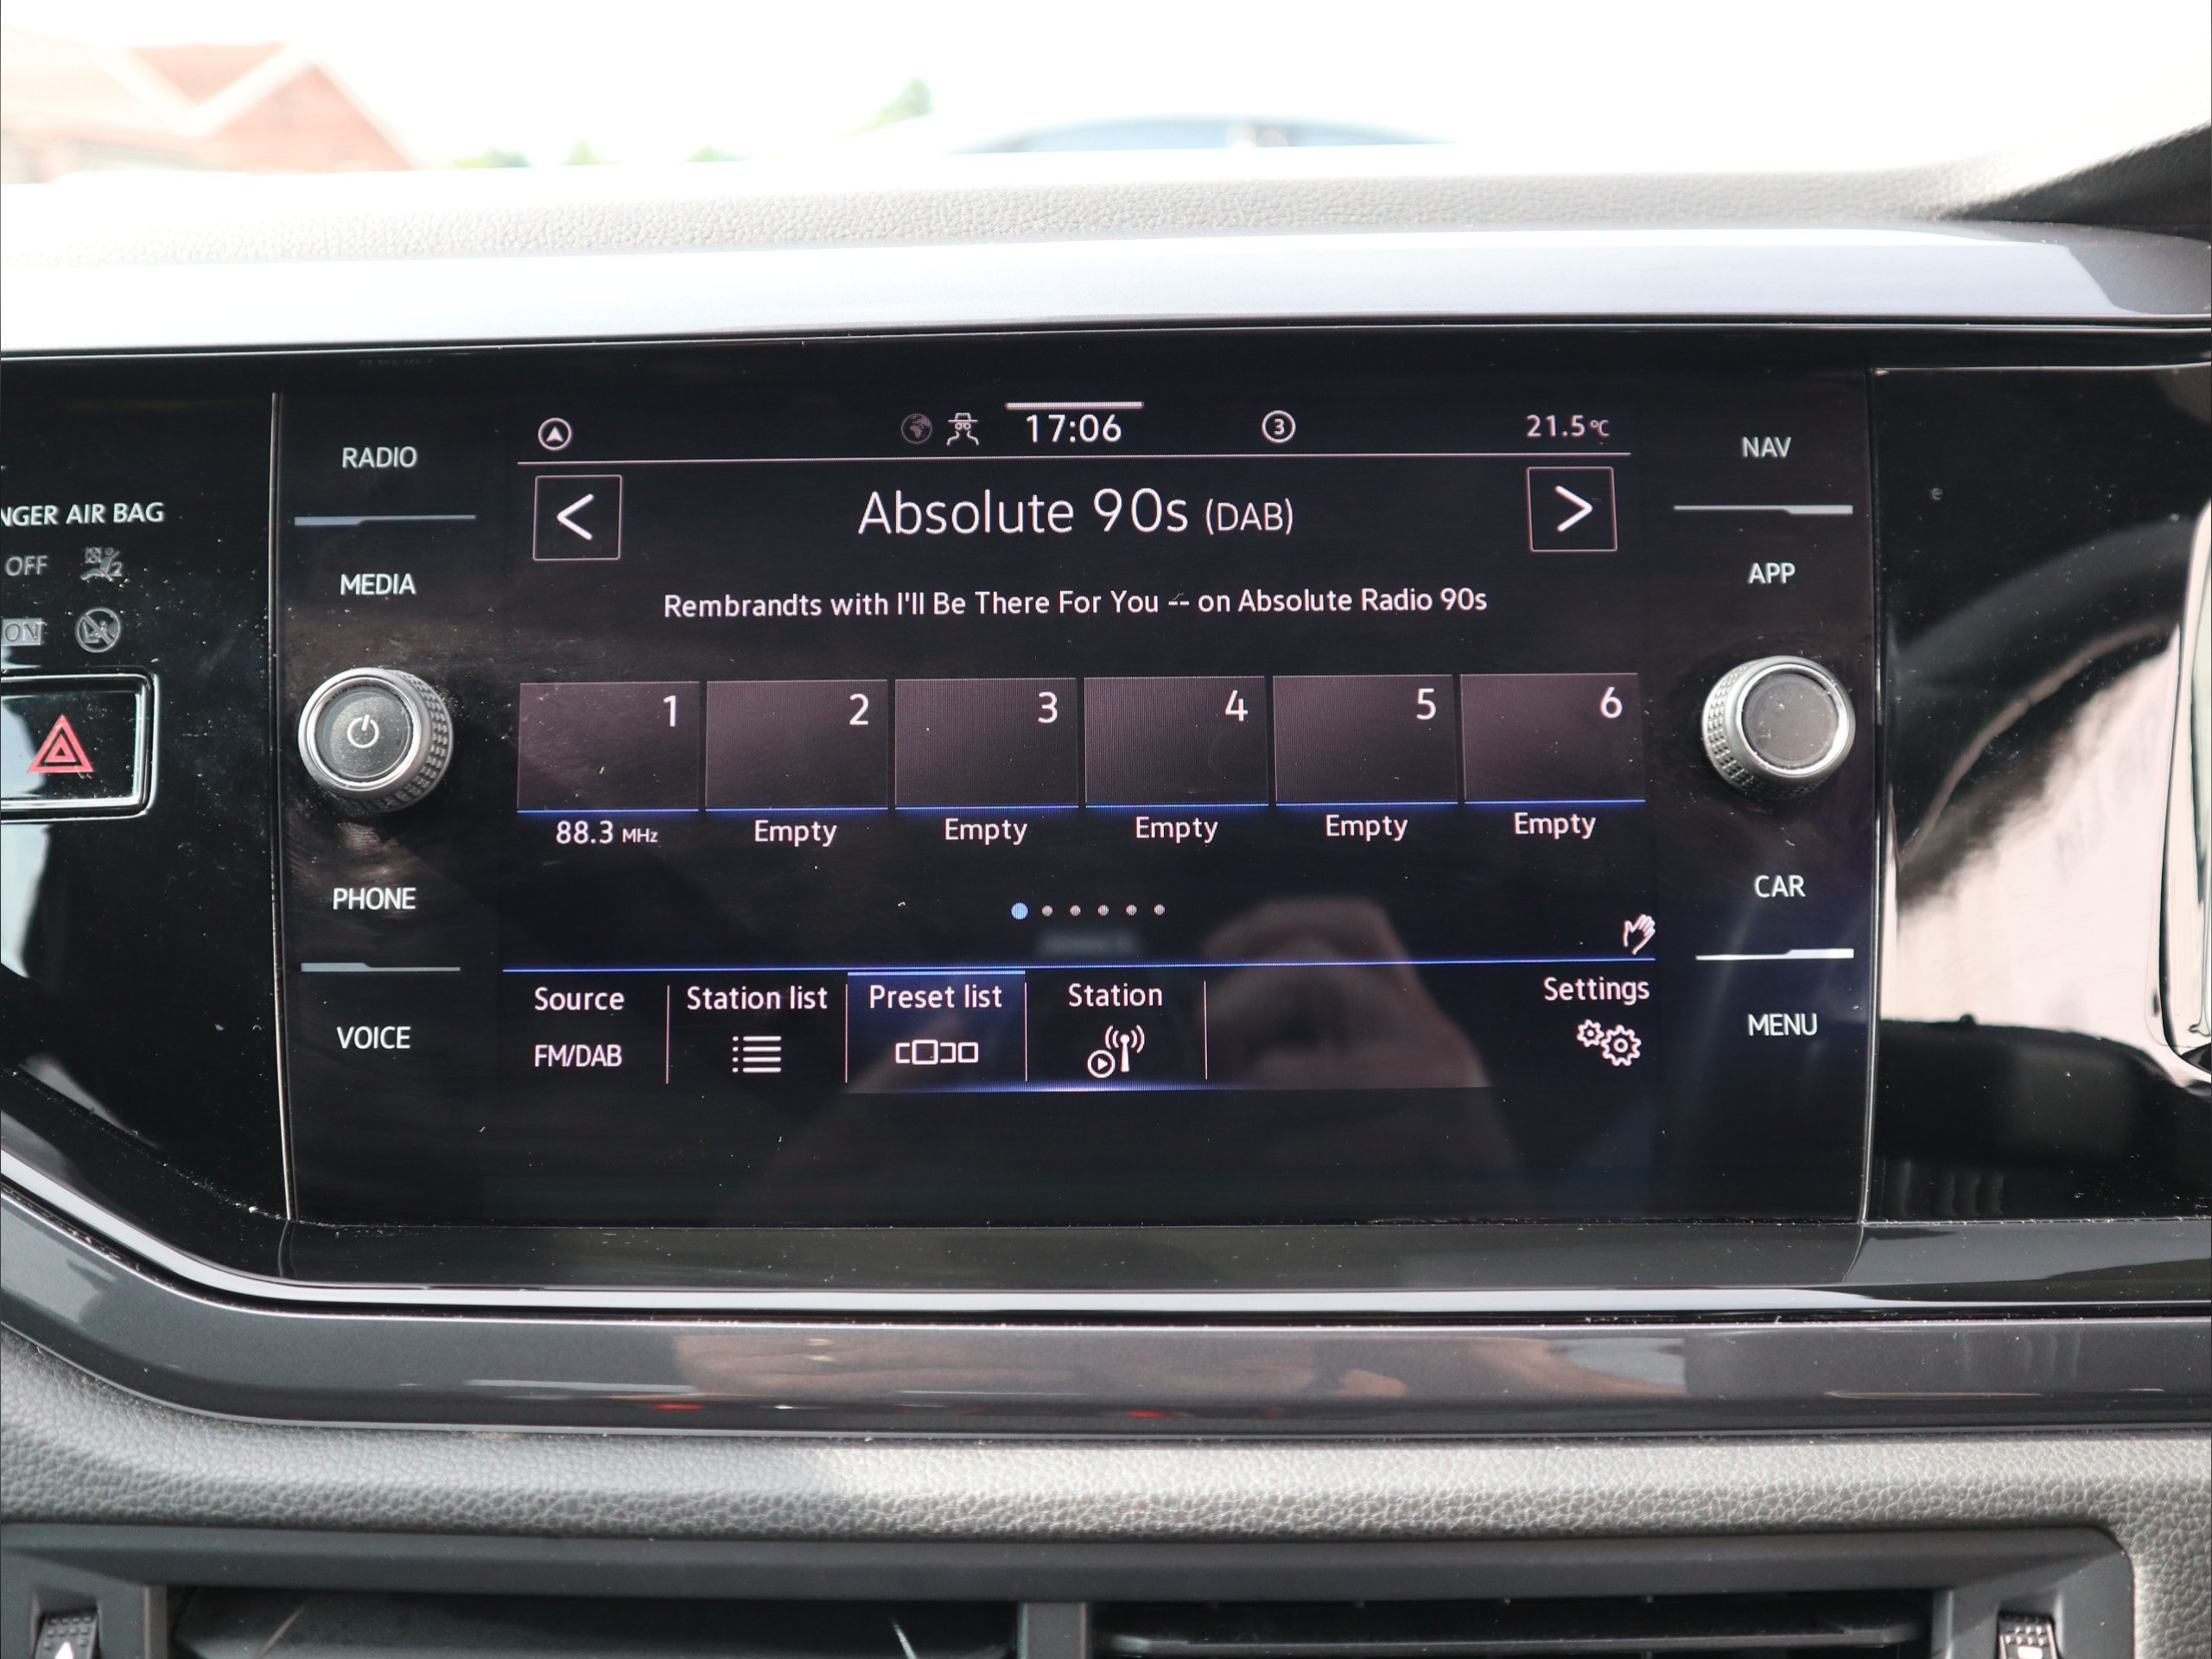 RADIO
MEDIA
PHONE
VOICE
NGER AIR BAG
OFF
ON
17:06
3
21.5°C
Absolute 90s (DAB)
Rembrandts with I'll Be There For You -- on Absolute Radio 90s
1 2 3 4 5 6
88.3 MHz Empty Empty Empty Empty Empty
Source Station list Preset list Station Settings
FM/DAB
NAV
APP
CAR
MENU